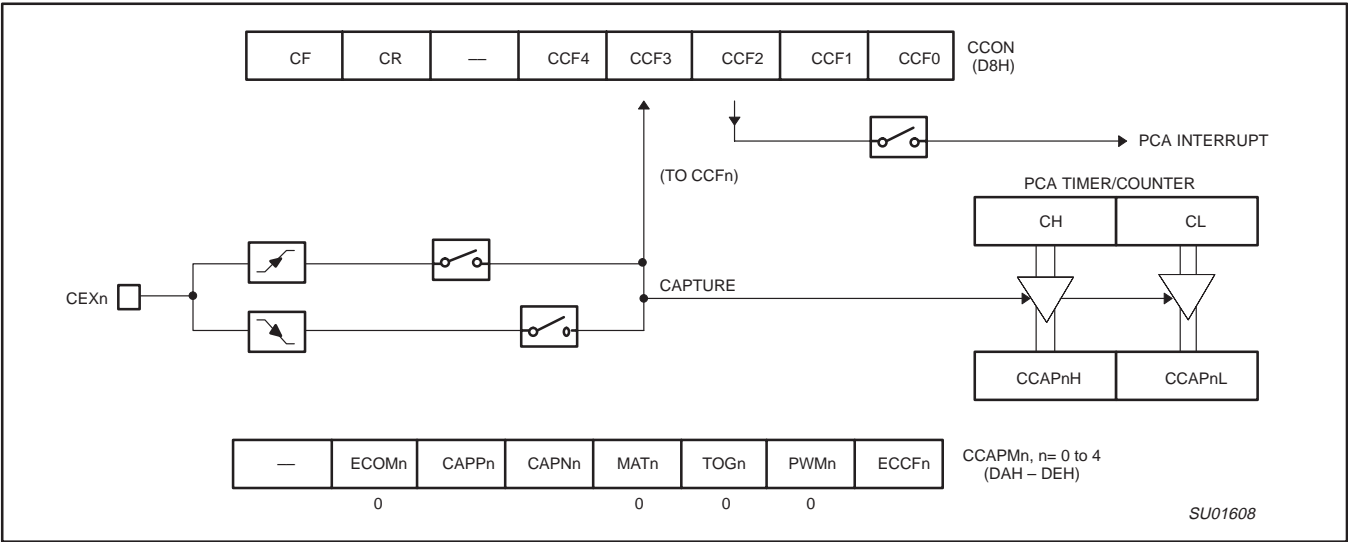 CF CR — CCF4 CCF3 CCF2 CCF1 CCF0 CCON
(D8H)
PCA INTERRUPT
(TO CCFn)
PCA TIMER/COUNTER
CH CL
CEXn
CAPTURE
CCAPnH CCAPnL
— ECOMn CAPPn CAPNn MATn TOGn PWMn ECCFn CCAPMn, n= 0 to 4
(DAH – DEH)
0 0 0 0
SU01608